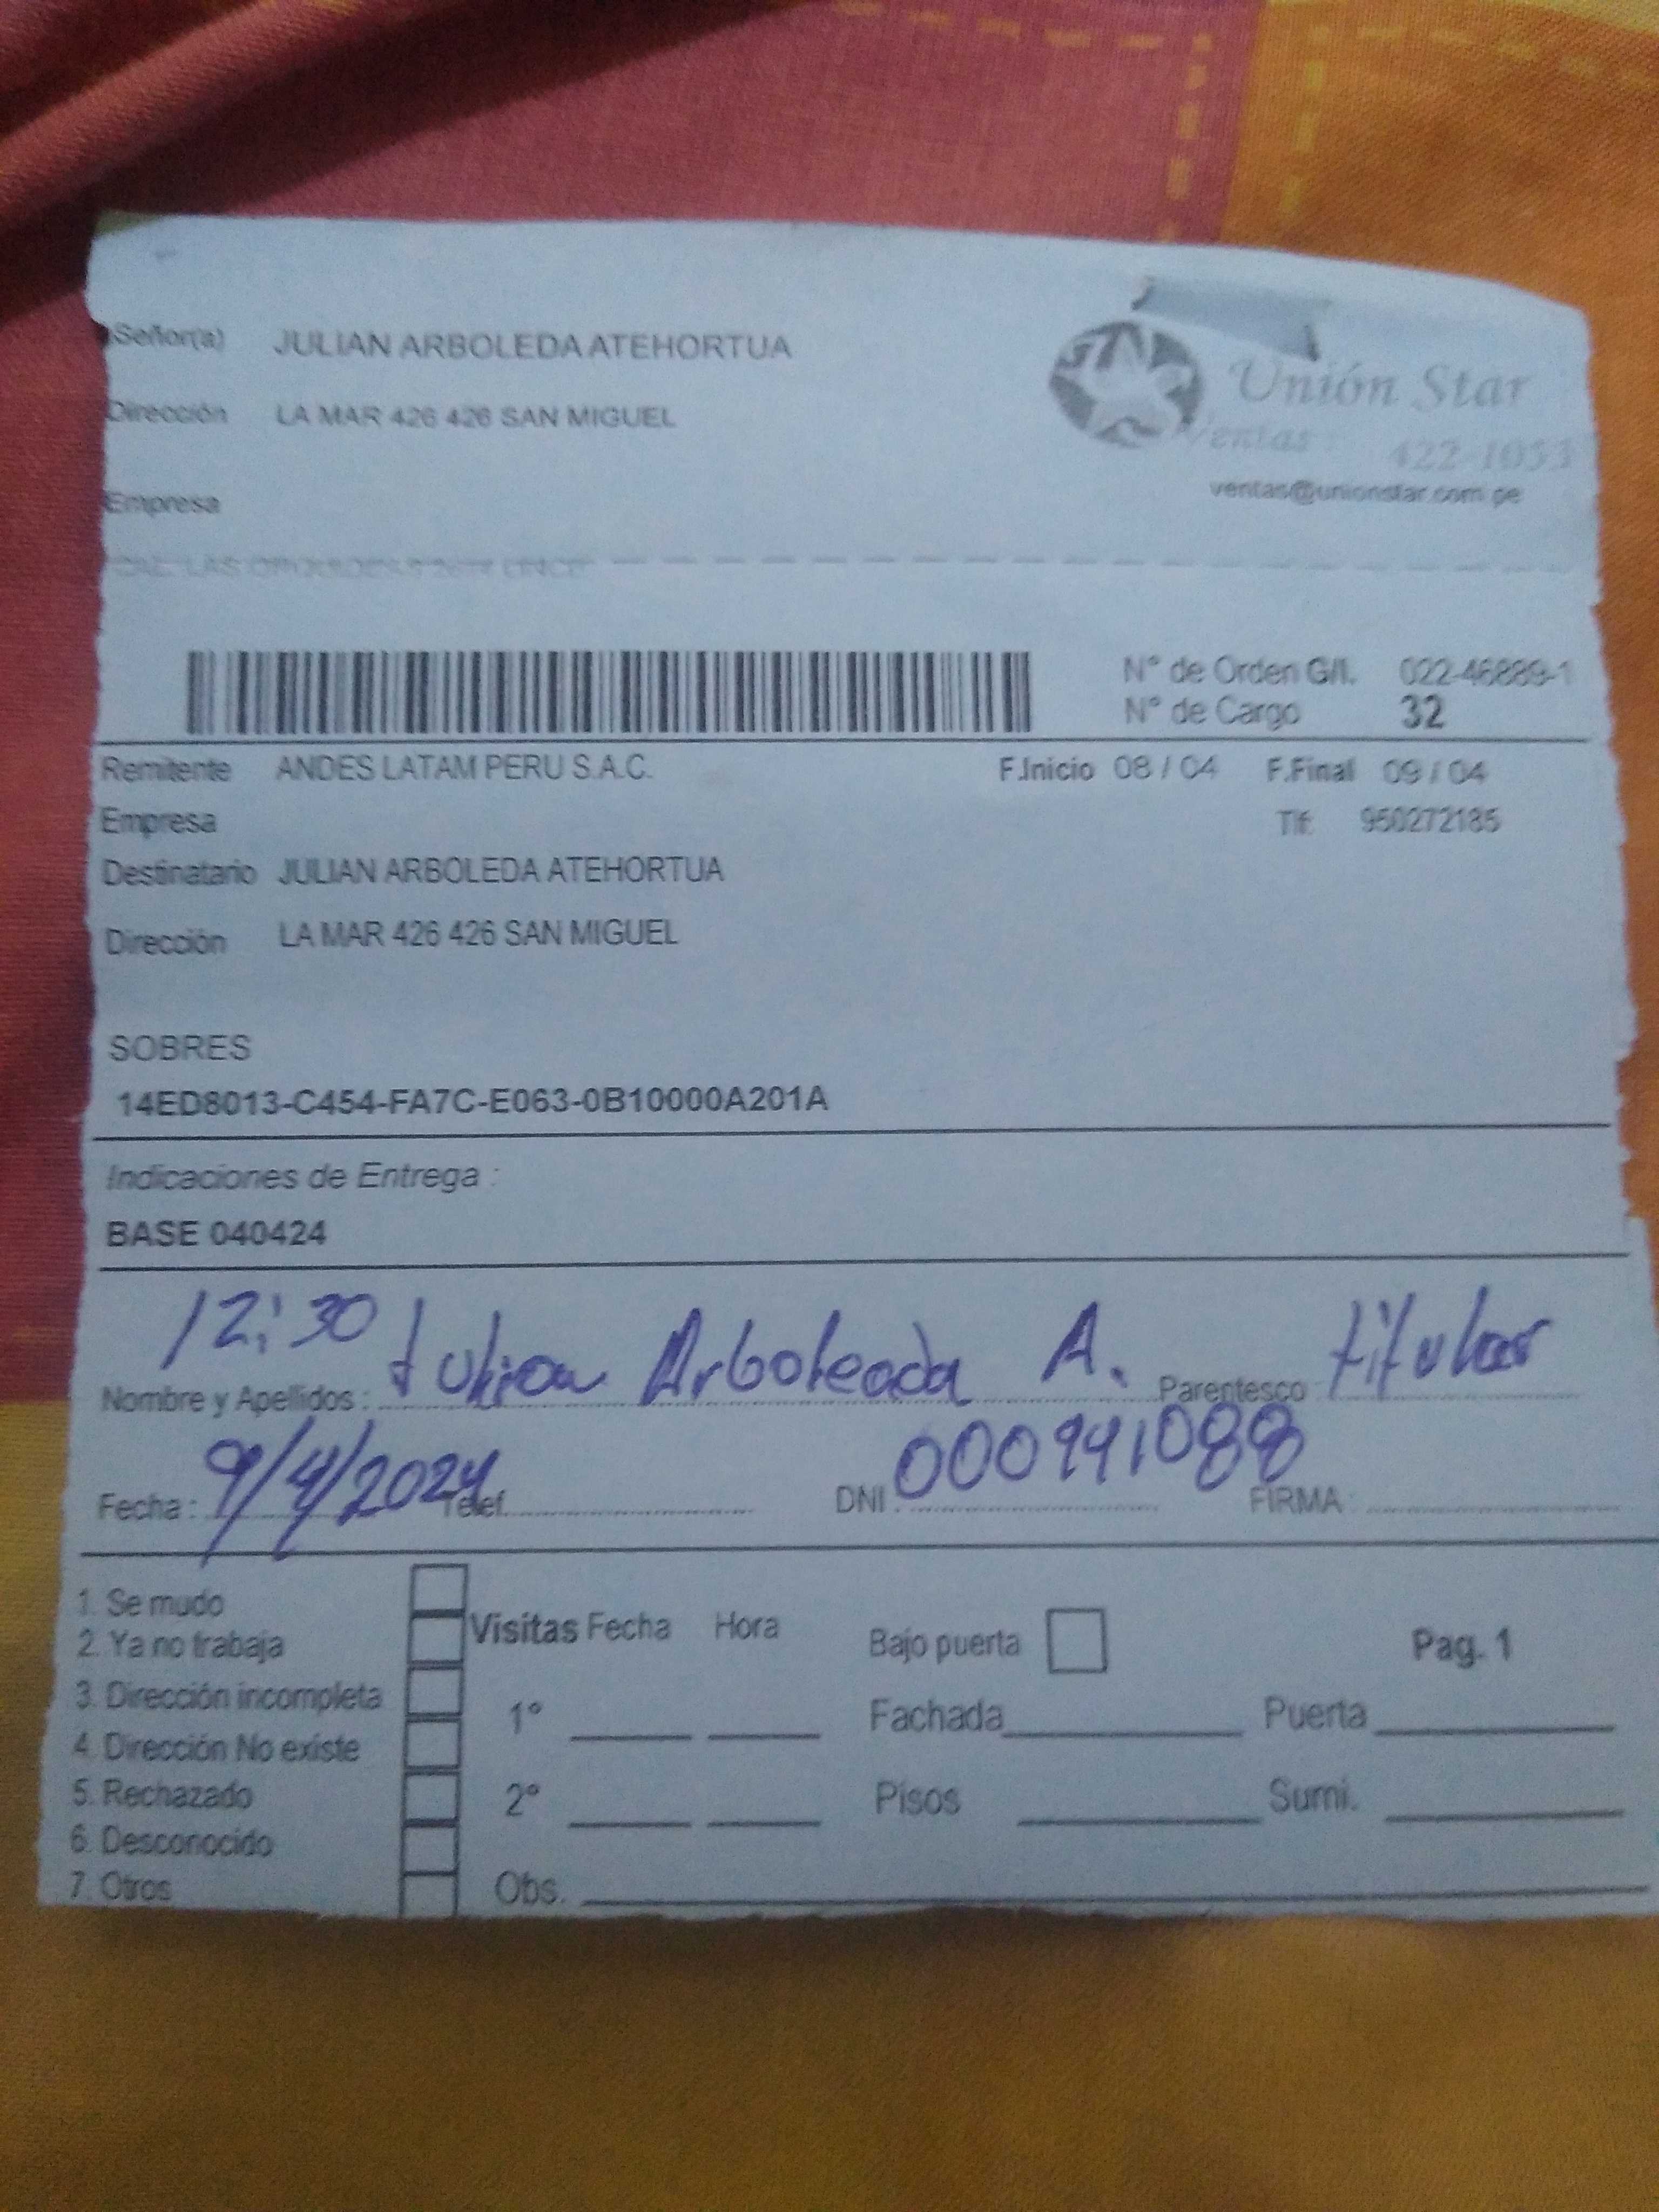 Señor(a) JULIAN ARBOLEDA ATEHORTUA
Unión Star
Dirección LA MAR 426 426 SAN MIGUEL
Ventas : 422-1053
ventas@unionstar.com.pe
Empresa
CAL. LAS ORQUIDEAS LINCE
N° de Orden G/I. 022-46889-1
N° de Cargo 32
Remitente ANDES LATAM PERU S.A.C. F.Inicio 08 / 04 F.Final 09 / 04
Empresa Tlf: 950272185
Destinatario JULIAN ARBOLEDA ATEHORTUA
Dirección LA MAR 426 426 SAN MIGUEL
SOBRES
14ED8013-C454-FA7C-E063-0B10000A201A
Indicaciones de Entrega :
BASE 040424
12:30
Nombre y Apellidos : Julian Arboleada A. Parentesco titular
Fecha : 9/4/2024 Telef. DNI 000941088 FIRMA
1. Se mudo
2. Ya no trabaja
3. Dirección incompleta
4. Dirección No existe
5. Rechazado
6. Desconocido
7. Otros
Visitas Fecha Hora
1°
2°
Obs.
Bajo puerta Pag. 1
Fachada Puerta
Pisos Sumi.